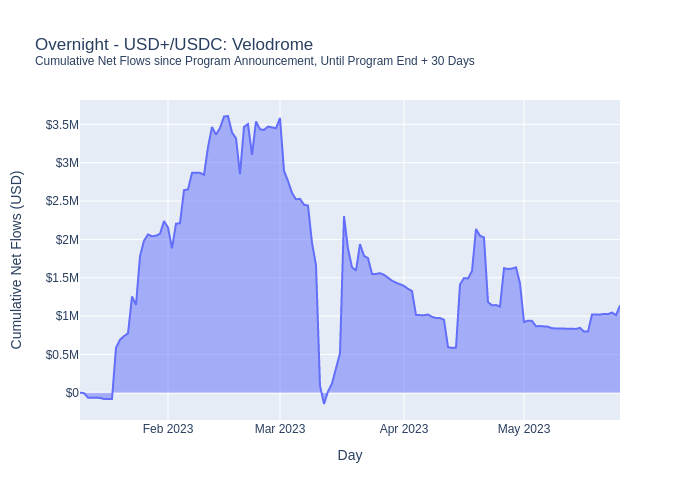 Overnight - USD+/USDC: Velodrome
Cumulative Net Flows since Program Announcement, Until Program End + 30 Days
Cumulative Net Flows (USD)
$3.5M
$3M
$2.5M
$2M
$1.5M
$1M
$0.5M
$0
Feb 2023
Mar 2023
Apr 2023
May 2023
Day